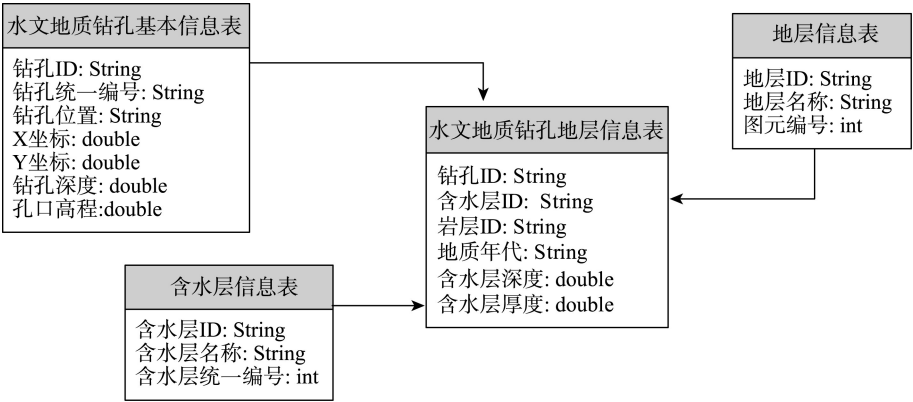 水文地质钻孔基本信息表
钻孔ID: String
钻孔统一编号: String
钻孔位置: String
X坐标: double
Y坐标: double
钻孔深度: double
孔口高程:double
地层信息表
地层ID: String
地层名称: String
图元编号: int
水文地质钻孔地层信息表
钻孔ID: String
含水层ID: String
岩层ID: String
地质年代: String
含水层深度: double
含水层厚度: double
含水层信息表
含水层ID: String
含水层名称: String
含水层统一编号: int